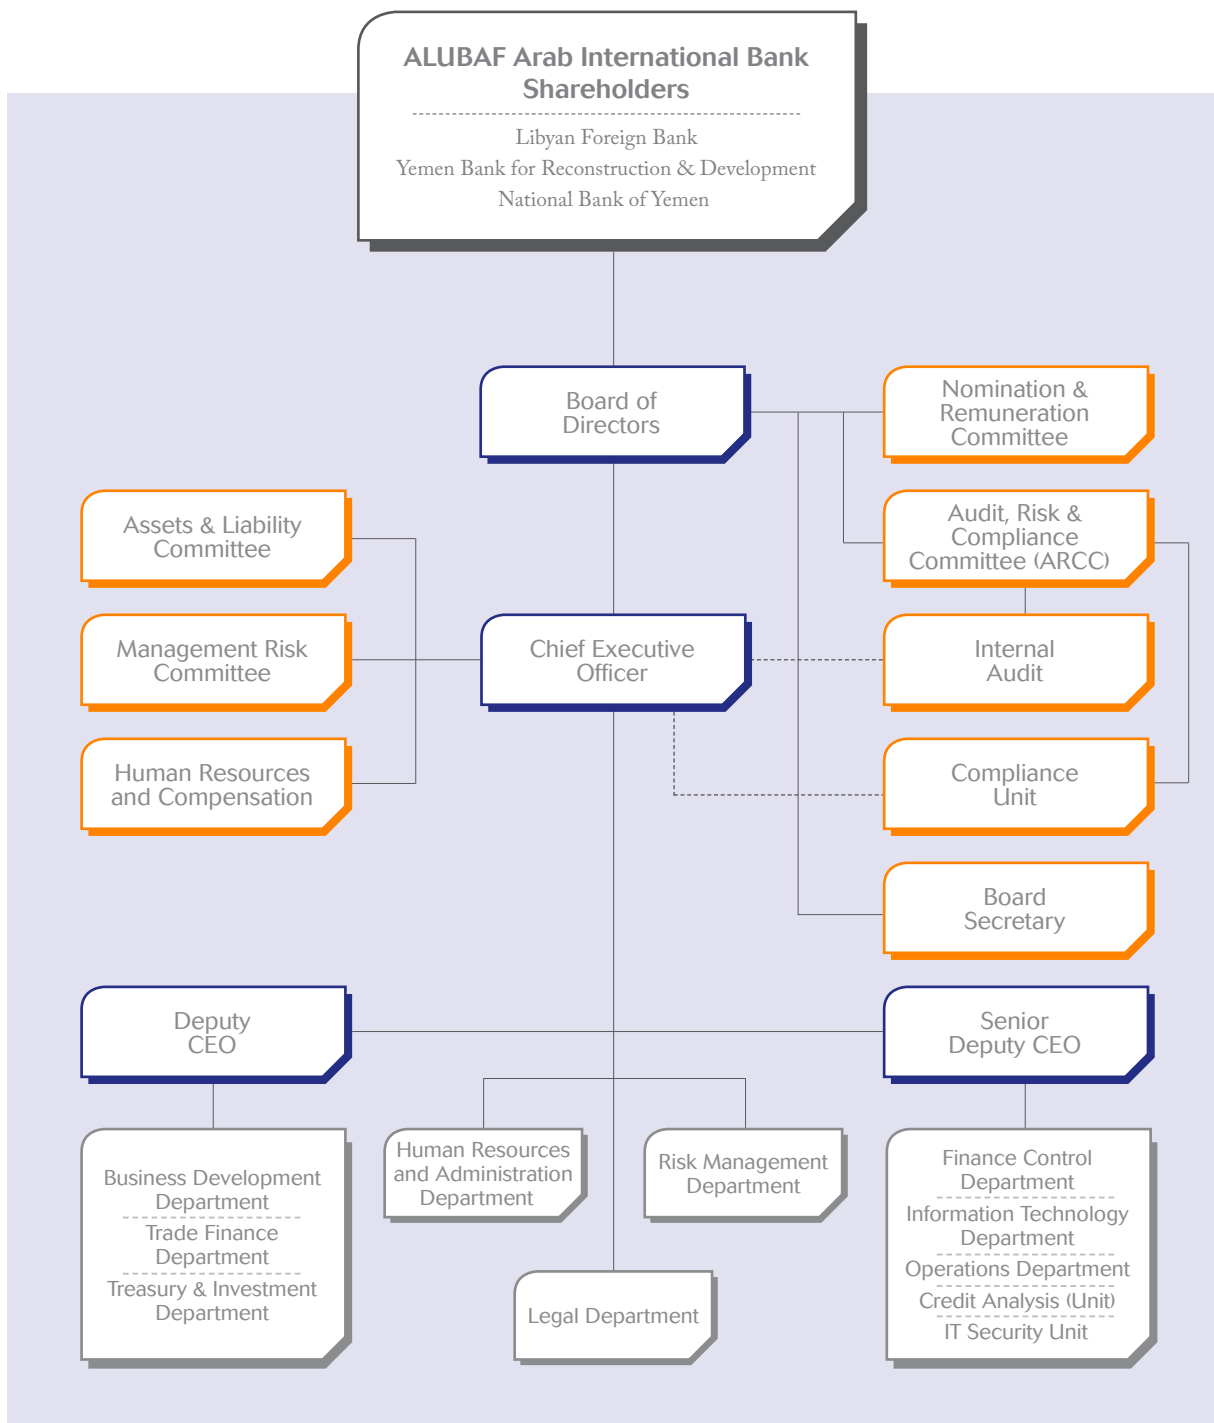 ALUBAF Arab International Bank
Shareholders
Libyan Foreign Bank
Yemen Bank for Reconstruction & Development
National Bank of Yemen
Board of
Directors
Nomination &
Remuneration
Committee
Assets & Liability
Committee
Audit, Risk &
Compliance
Committee (ARCC)
Management Risk
Committee
Chief Executive
Officer
Internal
Audit
Human Resources
and Compensation
Compliance
Unit
Board
Secretary
Deputy
CEO
Senior
Deputy CEO
Business Development
Department
Trade Finance
Department
Treasury & Investment
Department
Human Resources
and Administration
Department
Risk Management
Department
Legal Department
Finance Control
Department
Information Technology
Department
Operations Department
Credit Analysis (Unit)
IT Security Unit